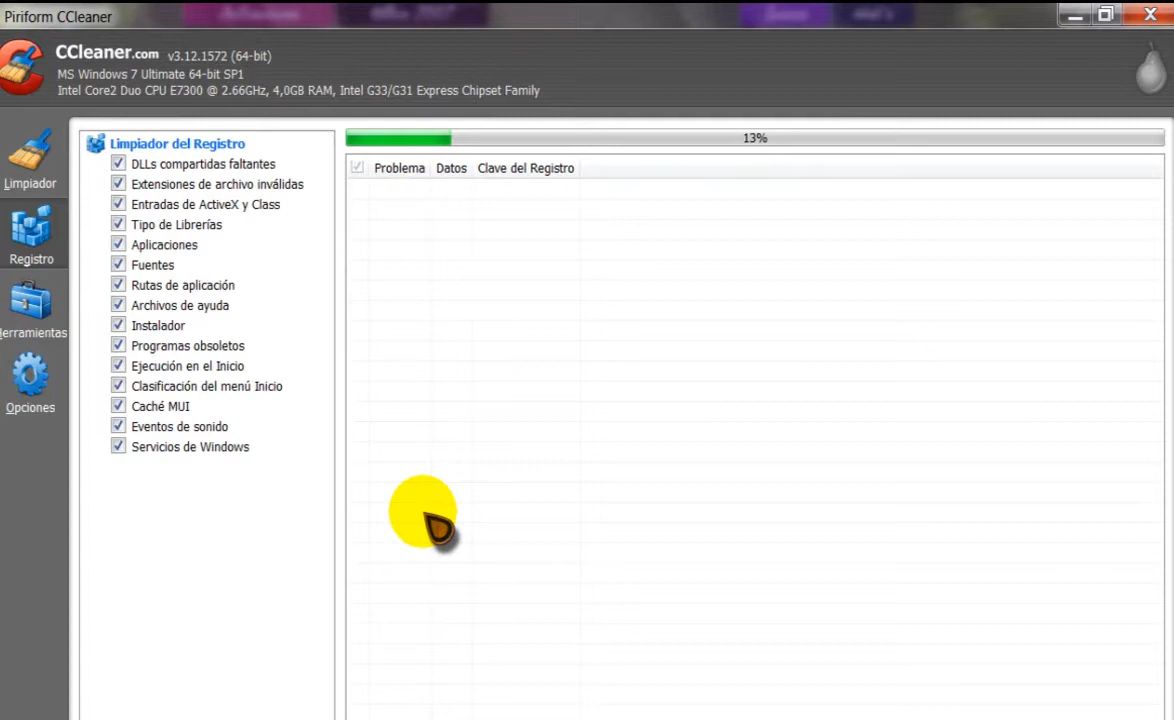 Piriform CCleaner
CCleaner.com v3.12.1572 (64-bit)
MS Windows 7 Ultimate 64-bit SP1
Intel Core2 Duo CPU E7300 @ 2.66GHz, 4,0GB RAM, Intel G33/G31 Express Chipset Family
Limpiador
Registro
erramientas
Opciones
Limpiador del Registro
DLLs compartidas faltantes
Extensiones de archivo inválidas
Entradas de ActiveX y Class
Tipo de Librerías
Aplicaciones
Fuentes
Rutas de aplicación
Archivos de ayuda
Instalador
Programas obsoletos
Ejecución en el Inicio
Clasificación del menú Inicio
Caché MUI
Eventos de sonido
Servicios de Windows
13%
Problema Datos Clave del Registro